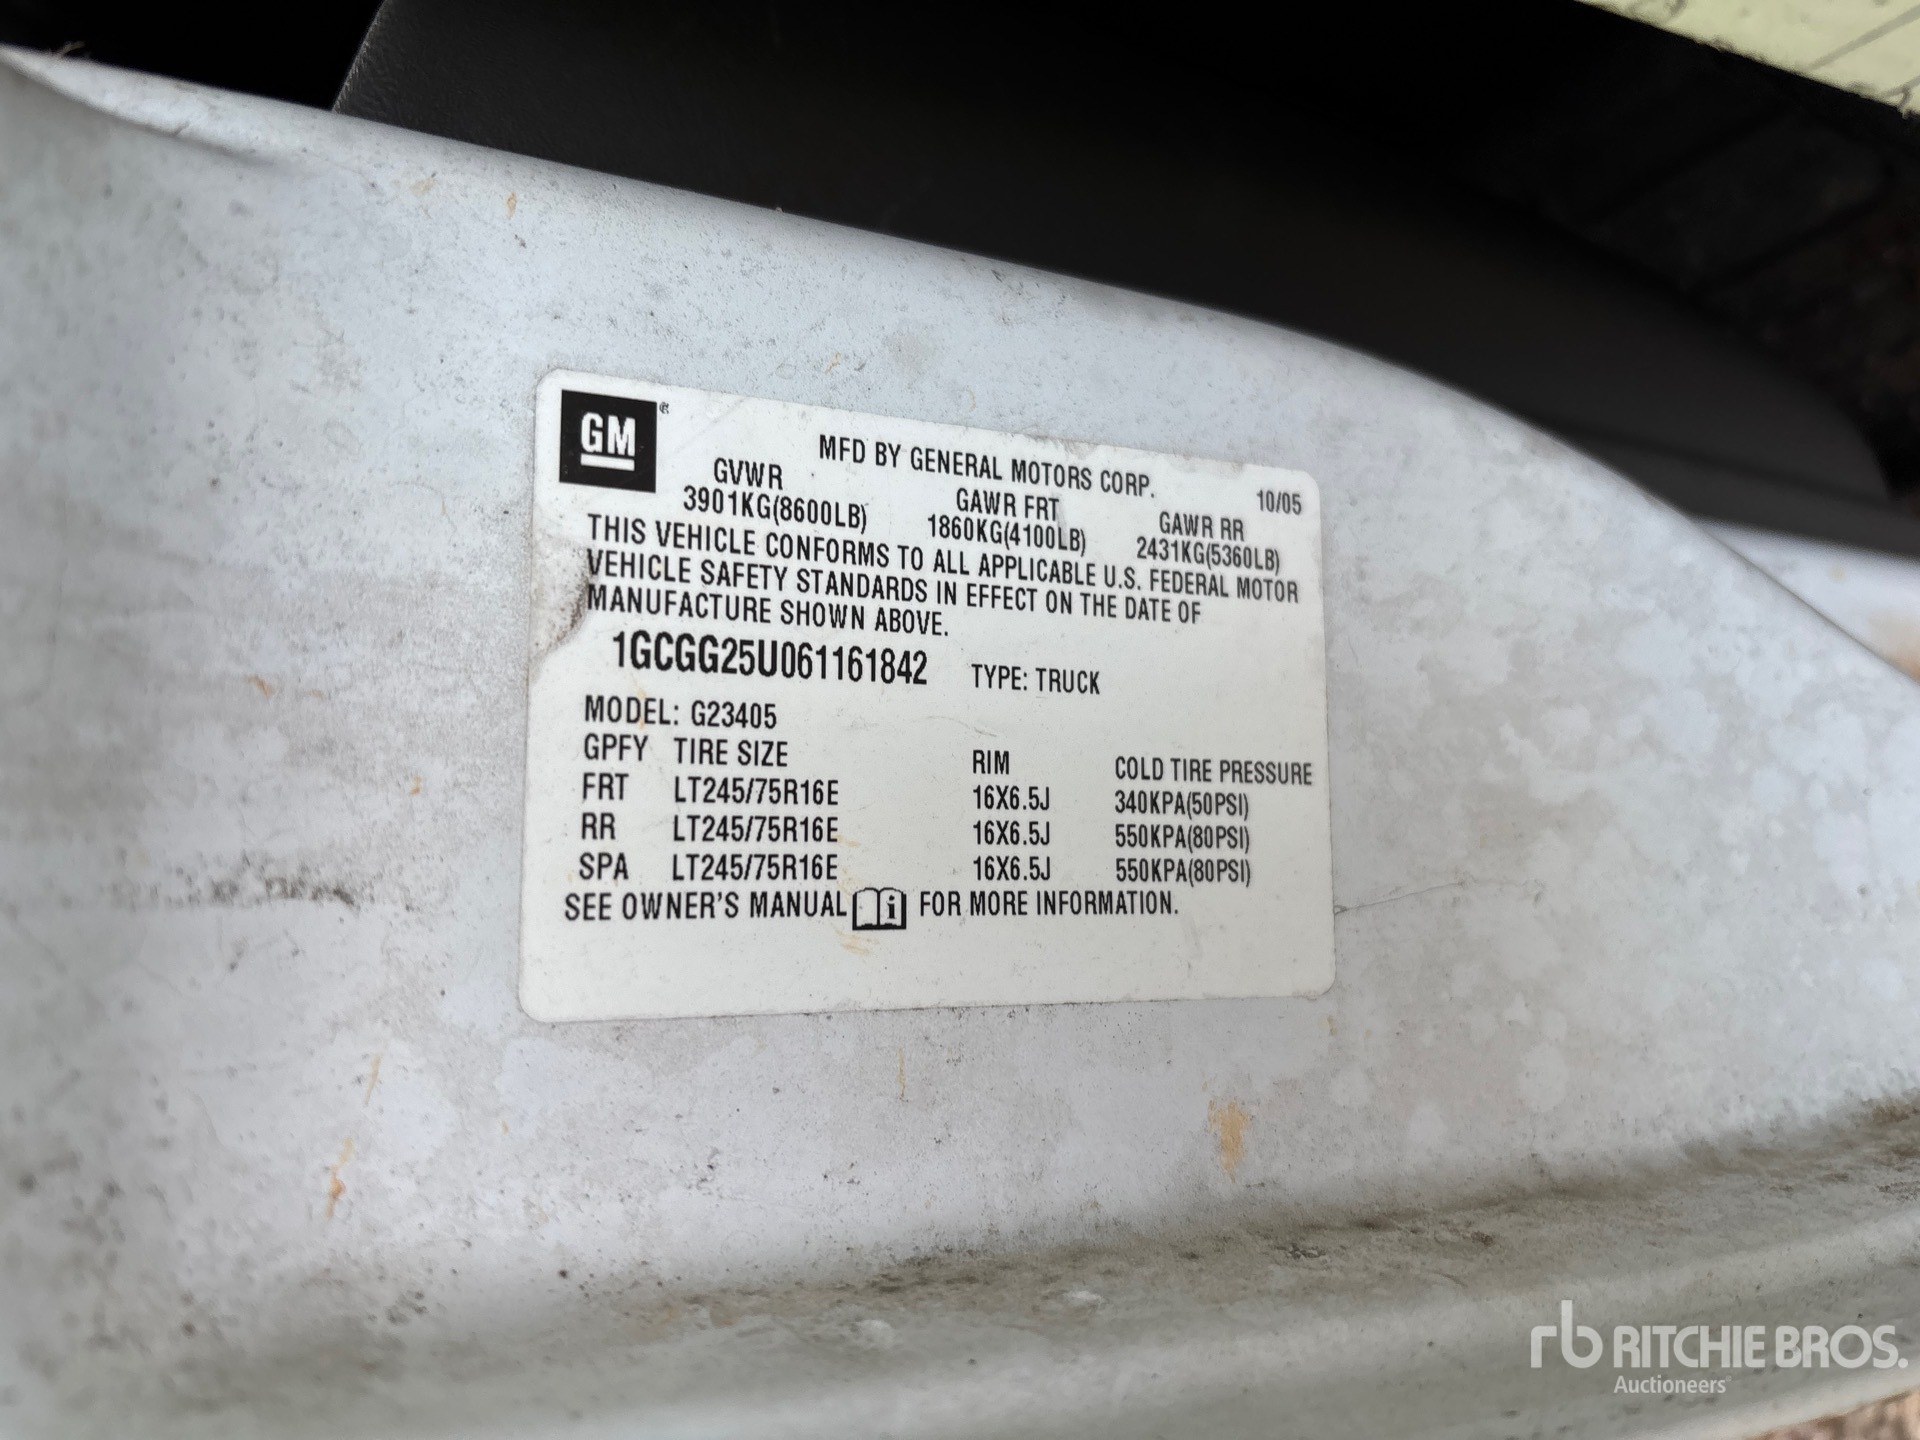 GM
MFD BY GENERAL MOTORS CORP. 10/05
GVWR GAWR FRT GAWR RR
3901KG(8600LB) 1860KG(4100LB) 2431KG(5360LB)
THIS VEHICLE CONFORMS TO ALL APPLICABLE U.S. FEDERAL MOTOR
VEHICLE SAFETY STANDARDS IN EFFECT ON THE DATE OF
MANUFACTURE SHOWN ABOVE.
1GCGG25U061161842 TYPE: TRUCK
MODEL: G23405
GPFY TIRE SIZE RIM COLD TIRE PRESSURE
FRT LT245/75R16E 16X6.5J 340KPA(50PSI)
RR LT245/75R16E 16X6.5J 550KPA(80PSI)
SPA LT245/75R16E 16X6.5J 550KPA(80PSI)
SEE OWNER'S MANUAL i FOR MORE INFORMATION.
rb RITCHIE BROS.
Auctioneers